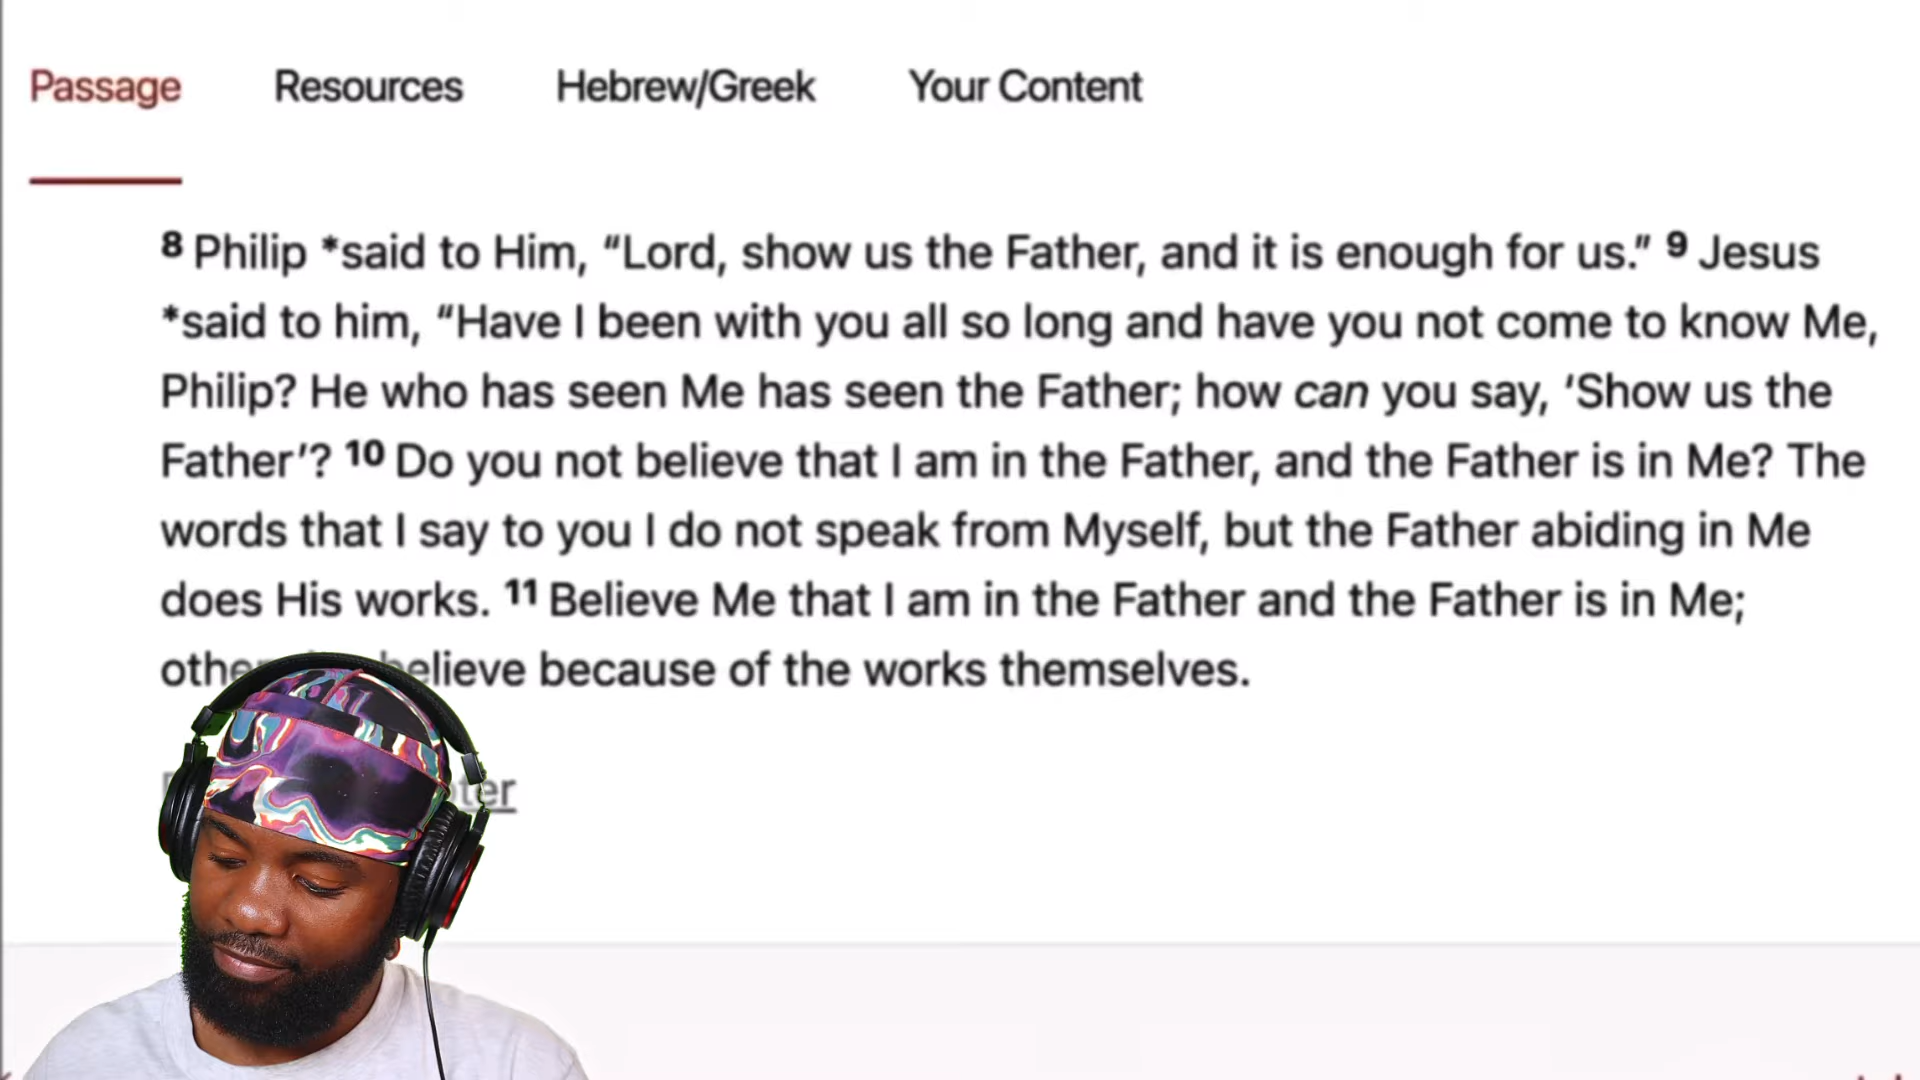 Passage Resources Hebrew/Greek Your Content
8 Philip *said to Him, “Lord, show us the Father, and it is enough for us.” 9 Jesus
*said to him, “Have I been with you all so long and have you not come to know Me,
Philip? He who has seen Me has seen the Father; how can you say, ‘Show us the
Father’? 10 Do you not believe that I am in the Father, and the Father is in Me? The
words that I say to you I do not speak from Myself, but the Father abiding in Me
does His works. 11 Believe Me that I am in the Father and the Father is in Me;
believe because of the works themselves.